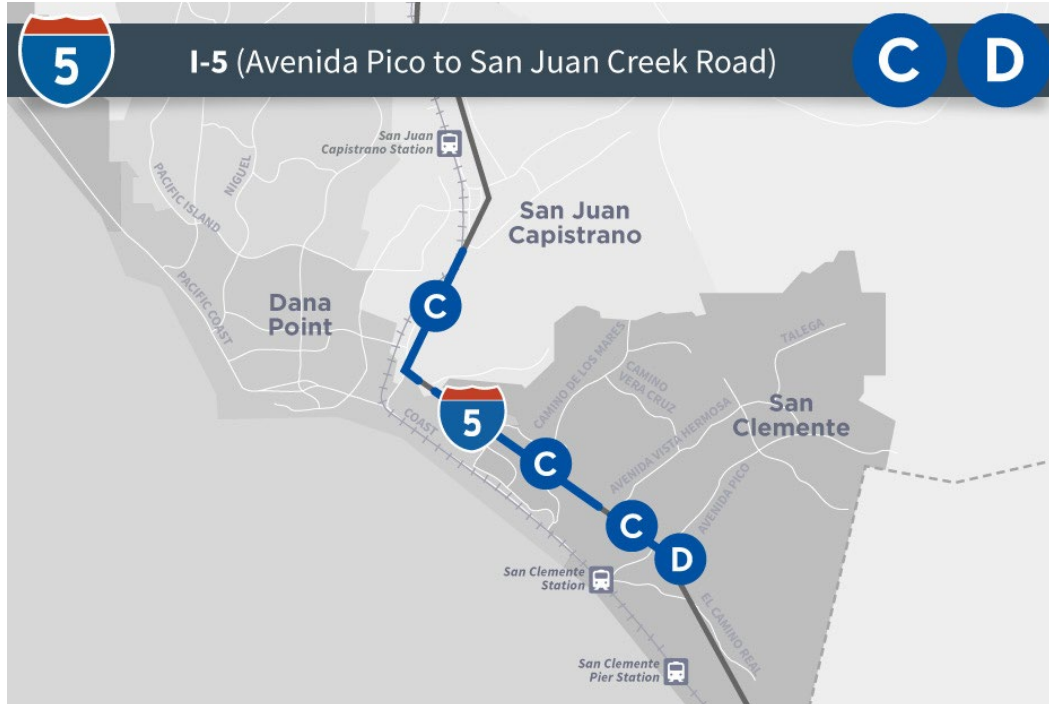 5
I-5 (Avenida Pico to San Juan Creek Road)
C
D
San Juan
Capistrano Station
PACIFIC ISLAND
NIGUEL
San Juan
Capistrano
PACIFIC COAST
Dana
Point
C
CAMINO DE LOS MARES
CAMINO
VERA CRUZ
TALEGA
5
COAST
AVENIDA VISTA HERMOSA
San
Clemente
C
AVENIDA PICO
C
D
San Clemente
Station
EL CAMINO REAL
San Clemente
Pier Station